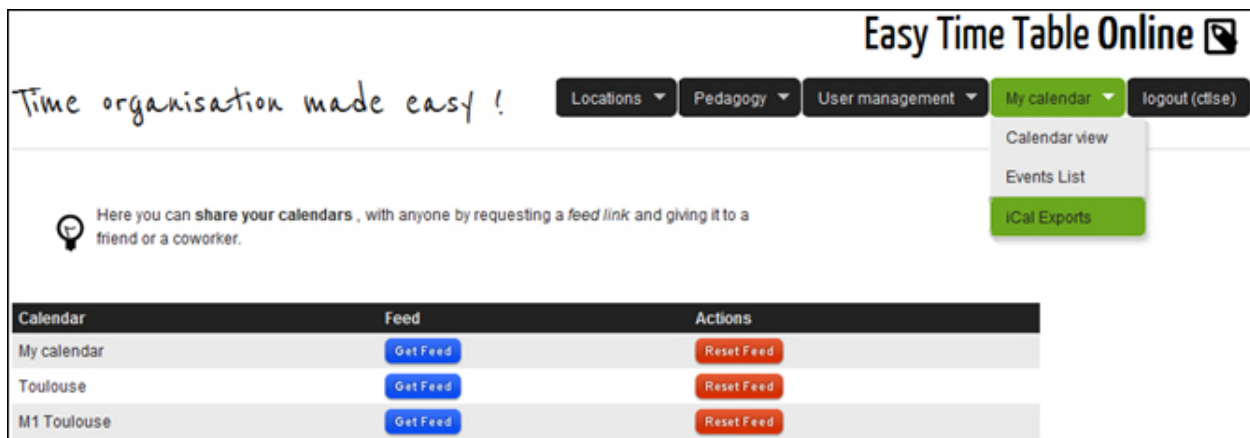 Easy Time Table Online
Time organisation made easy !
Locations Pedagogy User management My calendar logout (ctlse)
Calendar view
Events List
iCal Exports
Here you can share your calendars , with anyone by requesting a feed link and giving it to a
friend or a coworker.
Calendar Feed Actions
My calendar Get Feed Reset Feed
Toulouse Get Feed Reset Feed
M1 Toulouse Get Feed Reset Feed